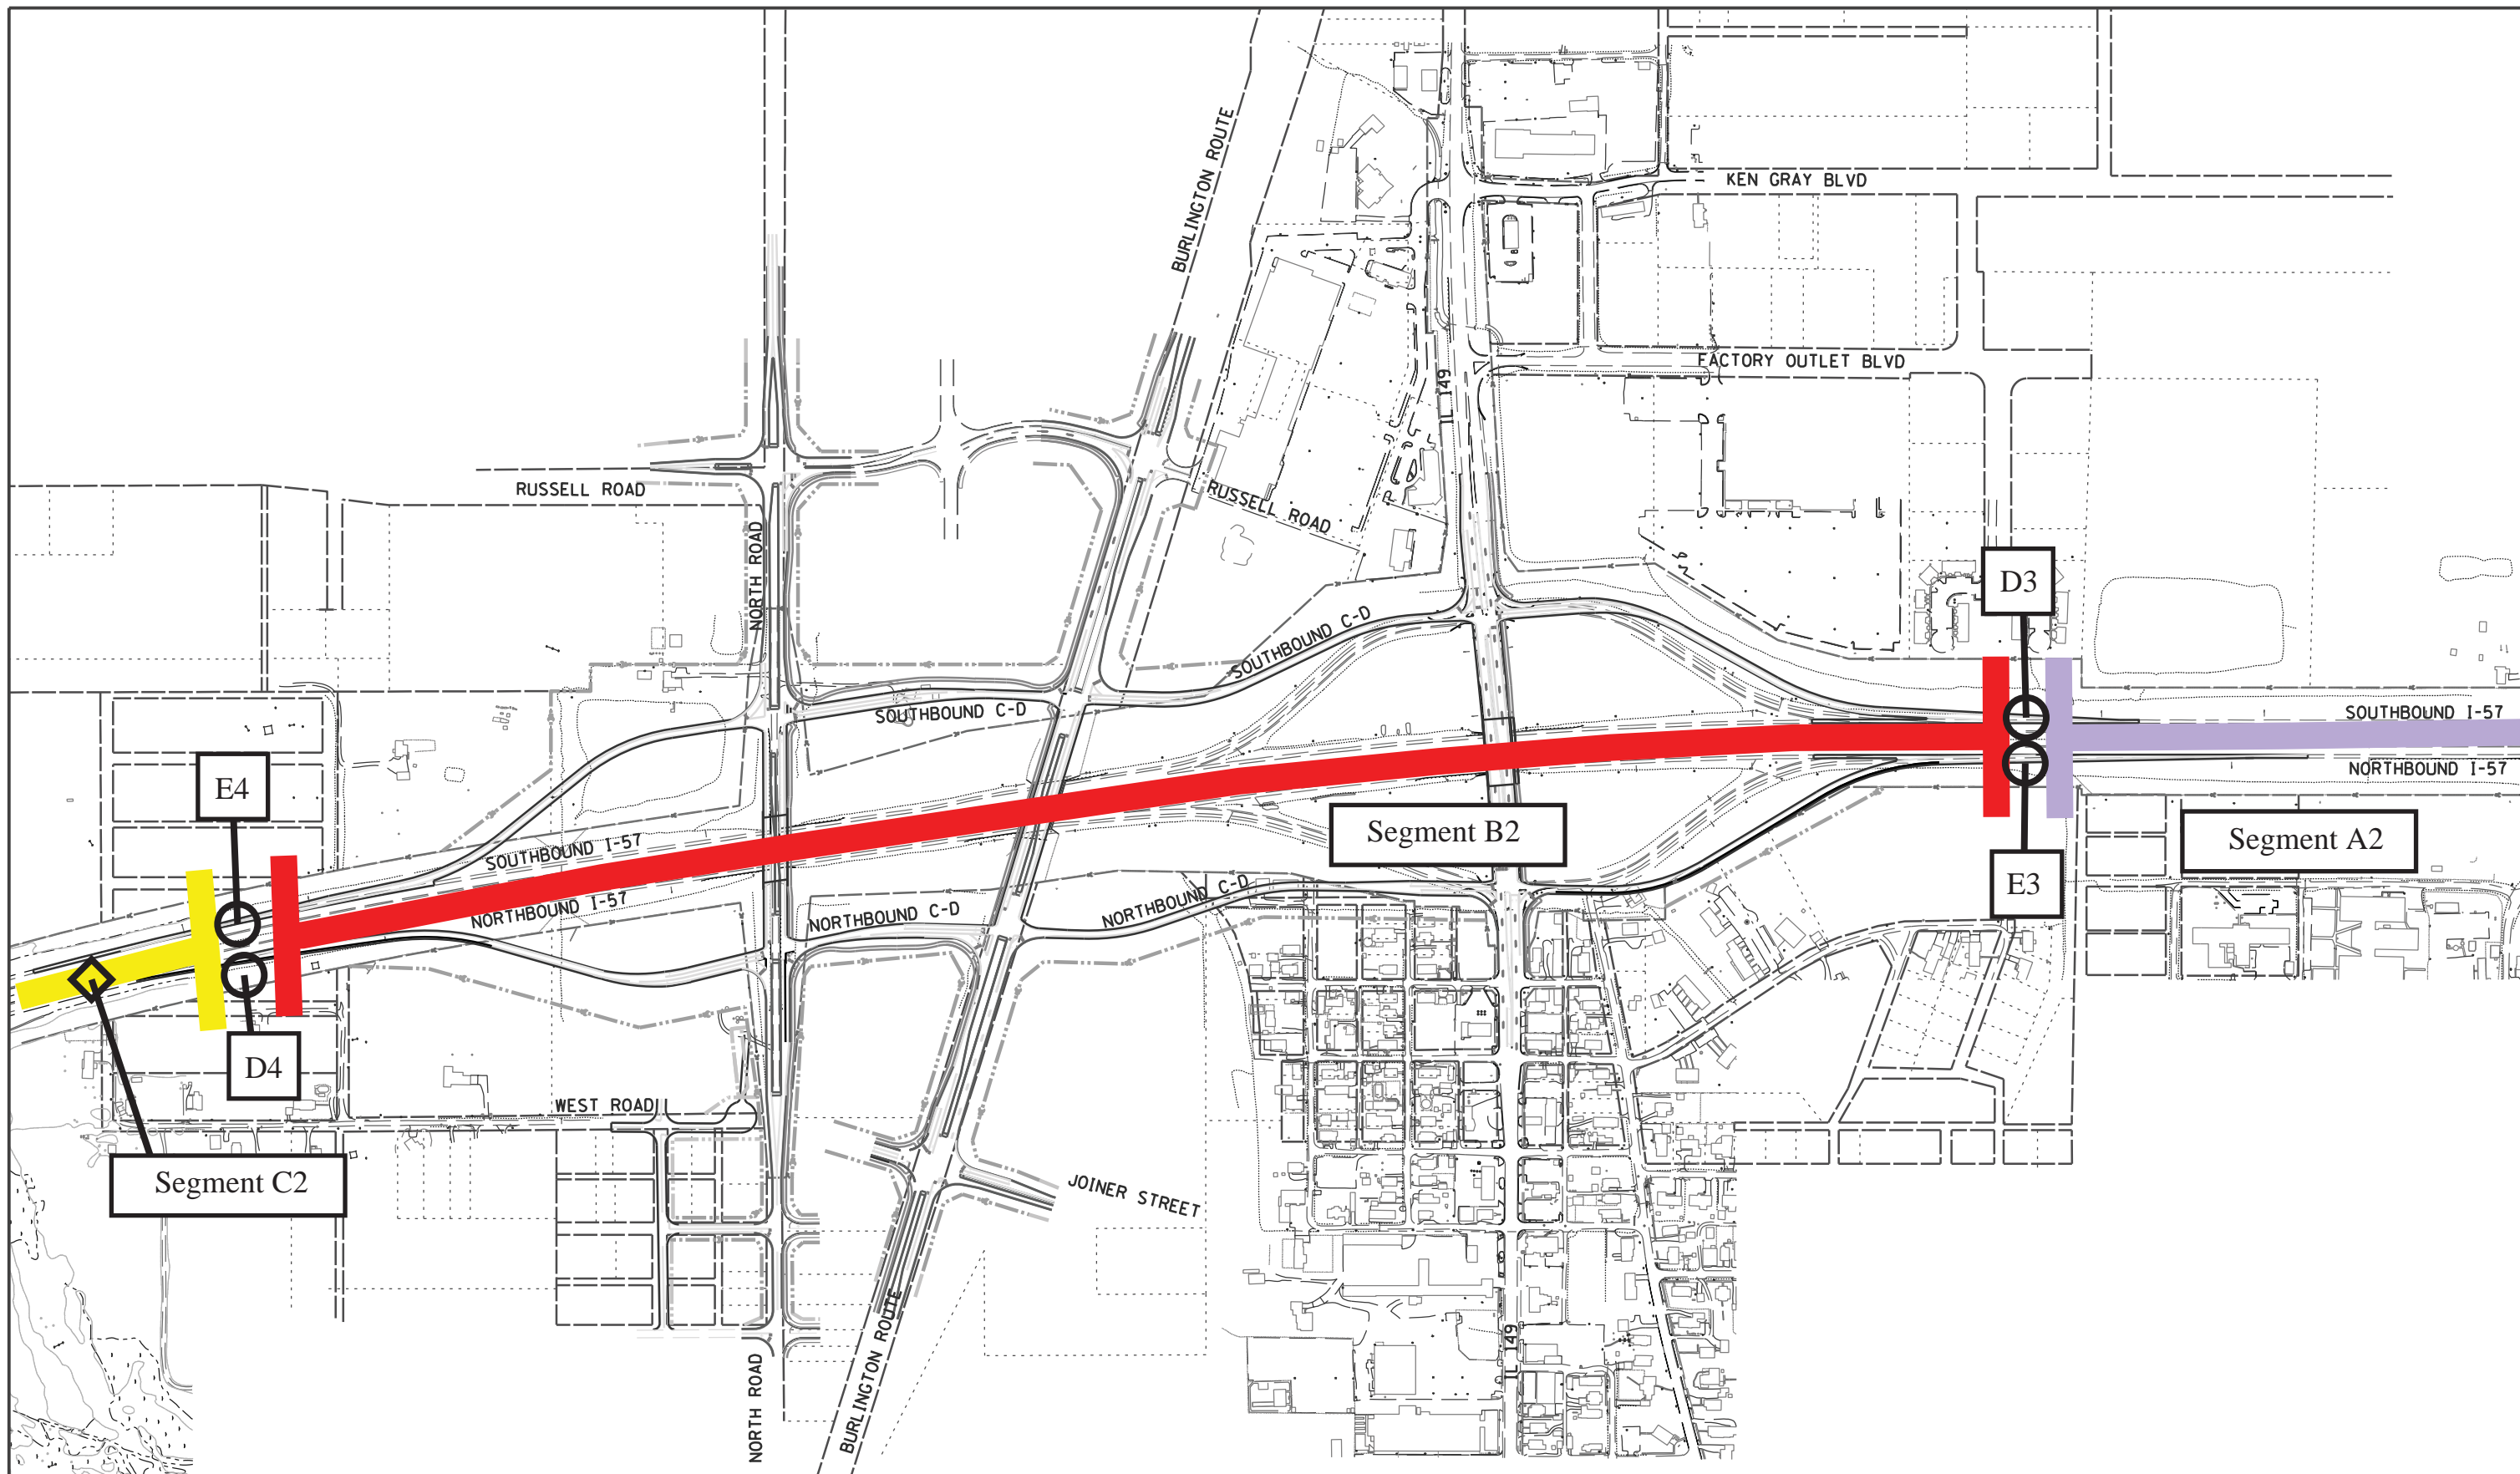 BURLINGTON ROUTE
KEN GRAY BLVD
FACTORY OUTLET BLVD
IL 149
RUSSELL ROAD
RUSSELL ROAD
NORTH ROAD
D3
SOUTHBOUND C-D
SOUTHBOUND C-D
SOUTHBOUND I-57
NORTHBOUND I-57
E4
Segment B2
Segment A2
SOUTHBOUND I-57
E3
NORTHBOUND I-57
NORTHBOUND C-D
NORTHBOUND C-D
D4
WEST ROAD
Segment C2
JOINER STREET
IL 149
NORTH ROAD
BURLINGTON ROUTE